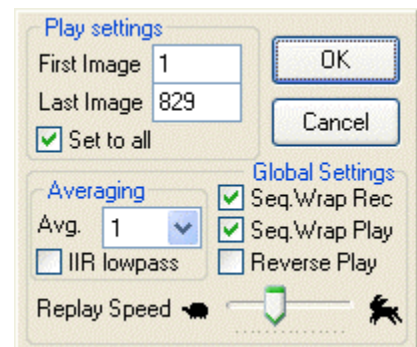 Play settings
First Image 1
Last Image 829
Set to all
OK
Cancel
Averaging
Avg. 1
IIR lowpass
Global Settings
Seq.Wrap Rec
Seq.Wrap Play
Reverse Play
Replay Speed